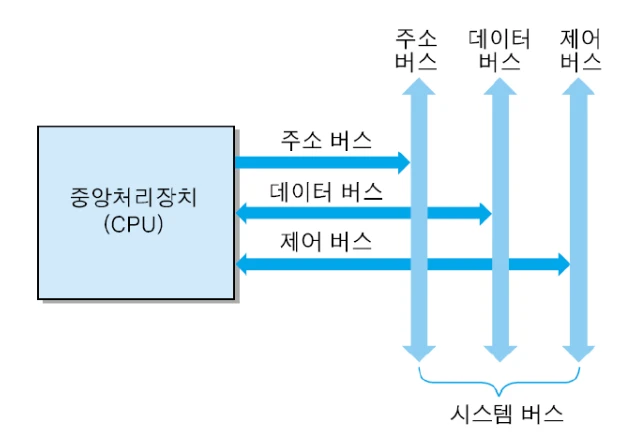 주소
버스
데이터
버스
제어
버스
주소 버스
중앙처리장치
(CPU)
데이터 버스
제어 버스
시스템 버스